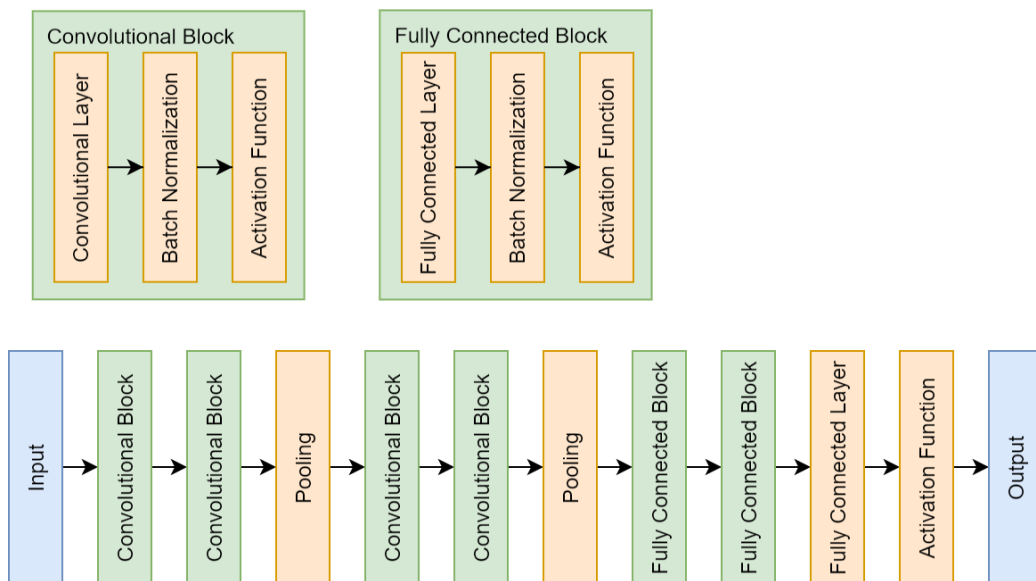 Convolutional Block
Convolutional Layer
Batch Normalization
Activation Function
Fully Connected Block
Fully Connected Layer
Batch Normalization
Activation Function
Input
Convolutional Block
Convolutional Block
Pooling
Convolutional Block
Convolutional Block
Pooling
Fully Connected Block
Fully Connected Block
Fully Connected Layer
Activation Function
Output